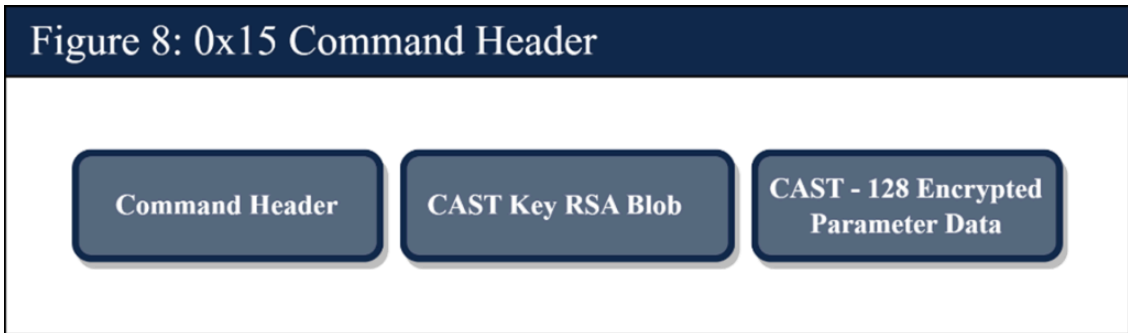 Figure 8: 0x15 Command Header
Command Header
CAST Key RSA Blob
CAST - 128 Encrypted
Parameter Data